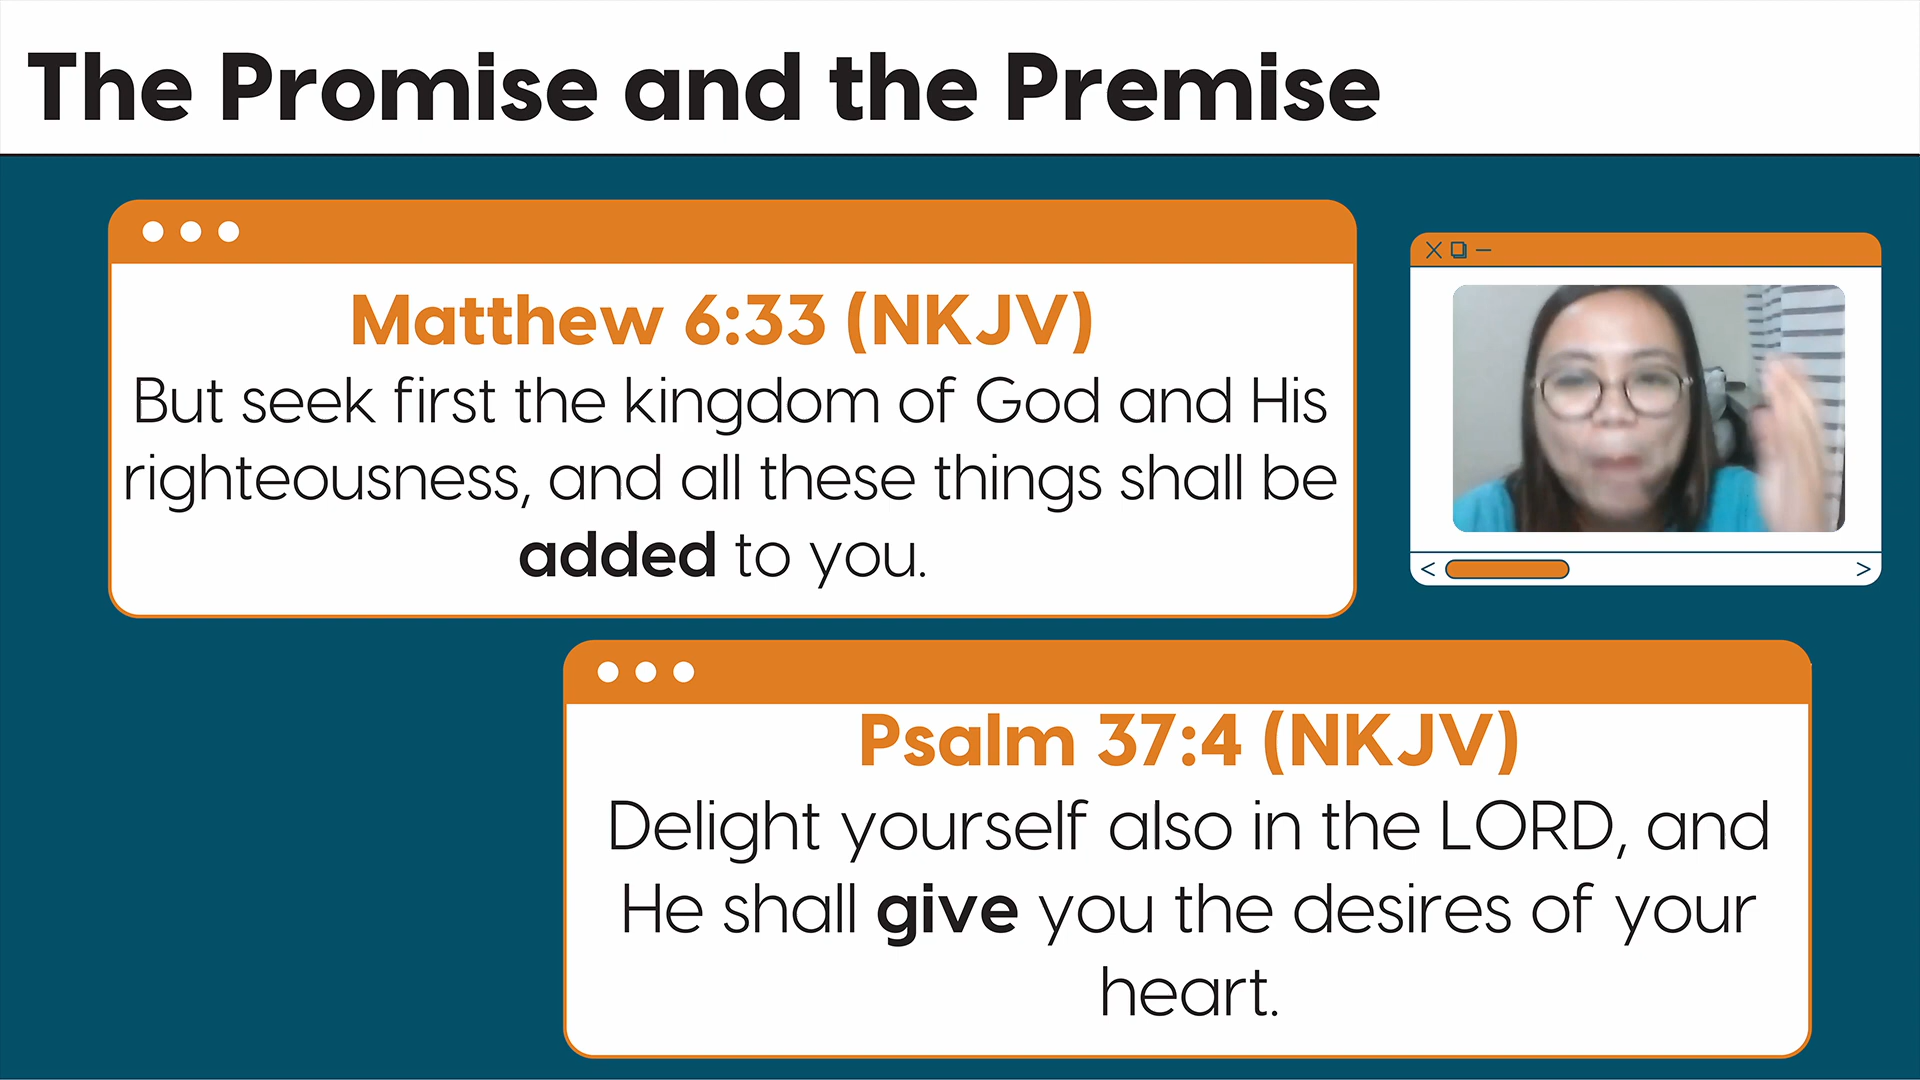 The Promise and the Premise
Matthew 6:33 (NKJV)
But seek first the kingdom of God and His
righteousness, and all these things shall be
added to you.
Psalm 37:4 (NKJV)
Delight yourself also in the LORD, and
He shall give you the desires of your
heart.